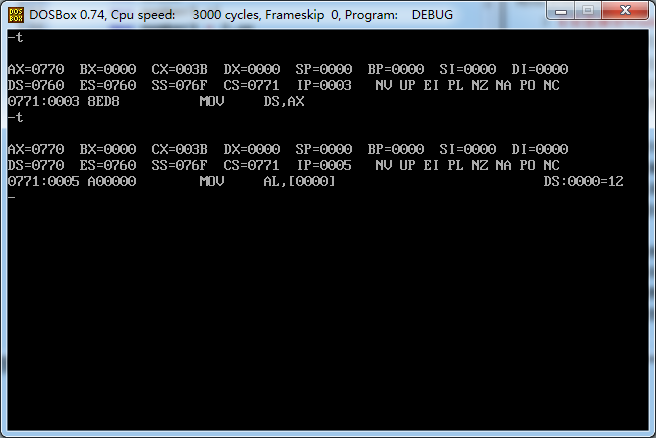 DOS BOX DOSBox 0.74, Cpu speed: 3000 cycles, Frameskip 0, Program: DEBUG
-t
AX=0770 BX=0000 CX=003B DX=0000 SP=0000 BP=0000 SI=0000 DI=0000
DS=0760 ES=0760 SS=076F CS=0771 IP=0003 NV UP EI PL NZ NA PO NC
0771:0003 8ED8 MOV DS,AX
-t
AX=0770 BX=0000 CX=003B DX=0000 SP=0000 BP=0000 SI=0000 DI=0000
DS=0770 ES=0760 SS=076F CS=0771 IP=0005 NV UP EI PL NZ NA PO NC
0771:0005 A00000 MOV AL,[0000] DS:0000=12
-